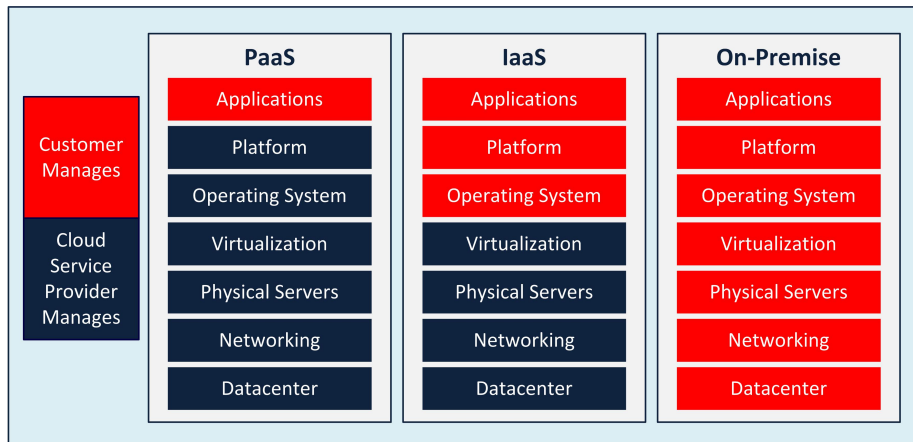 Customer
Manages
Cloud
Service
Provider
Manages
PaaS
Applications
Platform
Operating System
Virtualization
Physical Servers
Networking
Datacenter
IaaS
Applications
Platform
Operating System
Virtualization
Physical Servers
Networking
Datacenter
On-Premise
Applications
Platform
Operating System
Virtualization
Physical Servers
Networking
Datacenter